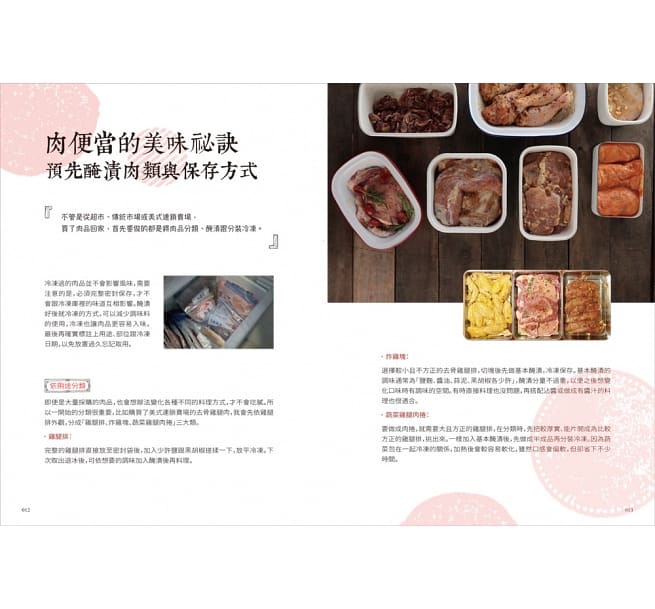 肉便當的美味祕訣
預先醃漬肉類與保存方式
不管是從超市、傳統市場或美式連鎖賣場,
買了肉品回家,首先要做的都是將肉品分類、醃漬跟分裝冷凍。
冷凍過的肉品並不會影響風味,需要
注意的是,必須完整密封保存,才不
會跟冷凍庫裡的味道互相影響。醃漬
好後就冷凍的方式,可以減少調味料
的使用,冷凍也讓肉品更容易入味。
最後再確實標註上用途、部位跟冷凍
日期,以免放置過久忘記取用。
依用途分類
即使是大量採購的肉品,也會想辦法變化各種不同的料理方式,才不會吃膩。所
以一開始的分類很重要,比如購買了美式連鎖賣場的去骨雞腿肉,我會先依雞腿
排外觀,分成「雞腿排、炸雞塊、蔬菜雞腿肉捲」三大類。
・雞腿排:
完整的雞腿排直接放至密封袋後,加入少許鹽跟黑胡椒搓揉一下,放平冷凍。下
次取出退冰後,可依想要的調味加入醃漬後再料理。
012
・炸雞塊:
選擇較小且不方正的去骨雞腿排,切塊後先做基本醃漬,冷凍保存。基本醃漬的
調味通常為「鹽麴、醬油、蒜泥、黑胡椒各少許」,醃漬分量不過重,以便之後想變
化口味時有調味的空間。有時直接料理也沒問題,再搭配沾醬或做成有醬汁的料
理也很適合。
・蔬菜雞腿肉捲:
要做成肉捲,就需要大且方正的雞腿排,在分類時,先把較厚實、能片開成為比較
方正的雞腿排,挑出來。一樣加入基本醃漬後,先做成半成品再分裝冷凍。因為蔬
菜包在一起冷凍的關係,加熱後會較容易軟化。雖然口感會偏軟,但卻省下不少
時間。
013